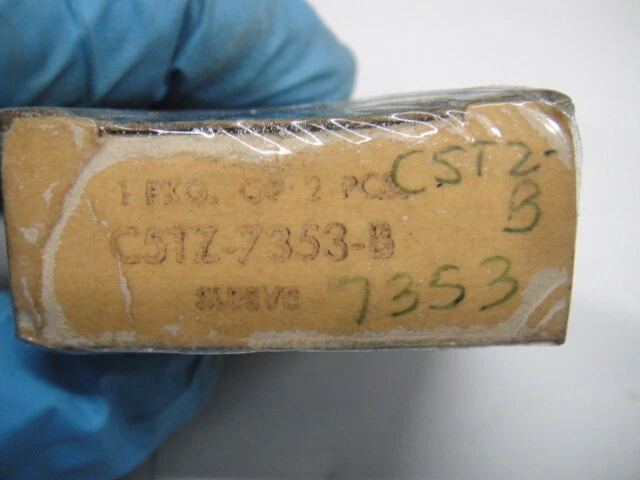 1 PKG. OF 2 PCS.
C5TZ-7353-B
SLEEVE
C5TZ-
B
7353